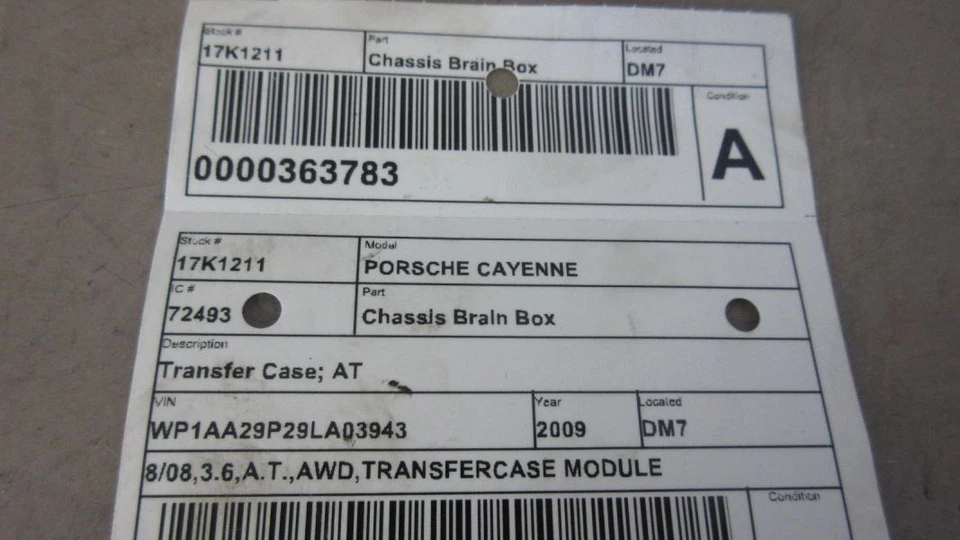 Stock # Part Located
17K1211 Chassis Brain Box DM7
Condition
A
0000363783
Stock # Model
17K1211 PORSCHE CAYENNE
IC # Part
72493 Chassis Brain Box
Description
Transfer Case; AT
VIN Year Located
WP1AA29P29LA03943 2009 DM7
8/08,3.6,A.T.,AWD,TRANSFERCASE MODULE
Condition